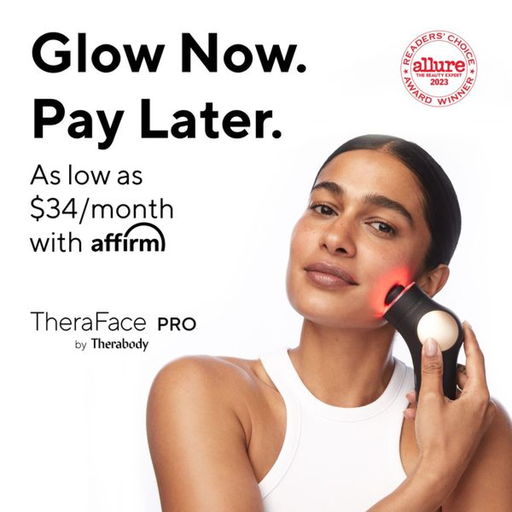 Glow Now.
Pay Later.
As low as
$34/month
with affirm
TheraFace PRO
by Therabody
READERS' CHOICE
allure
THE BEAUTY EXPERT
2023
AWARD WINNER